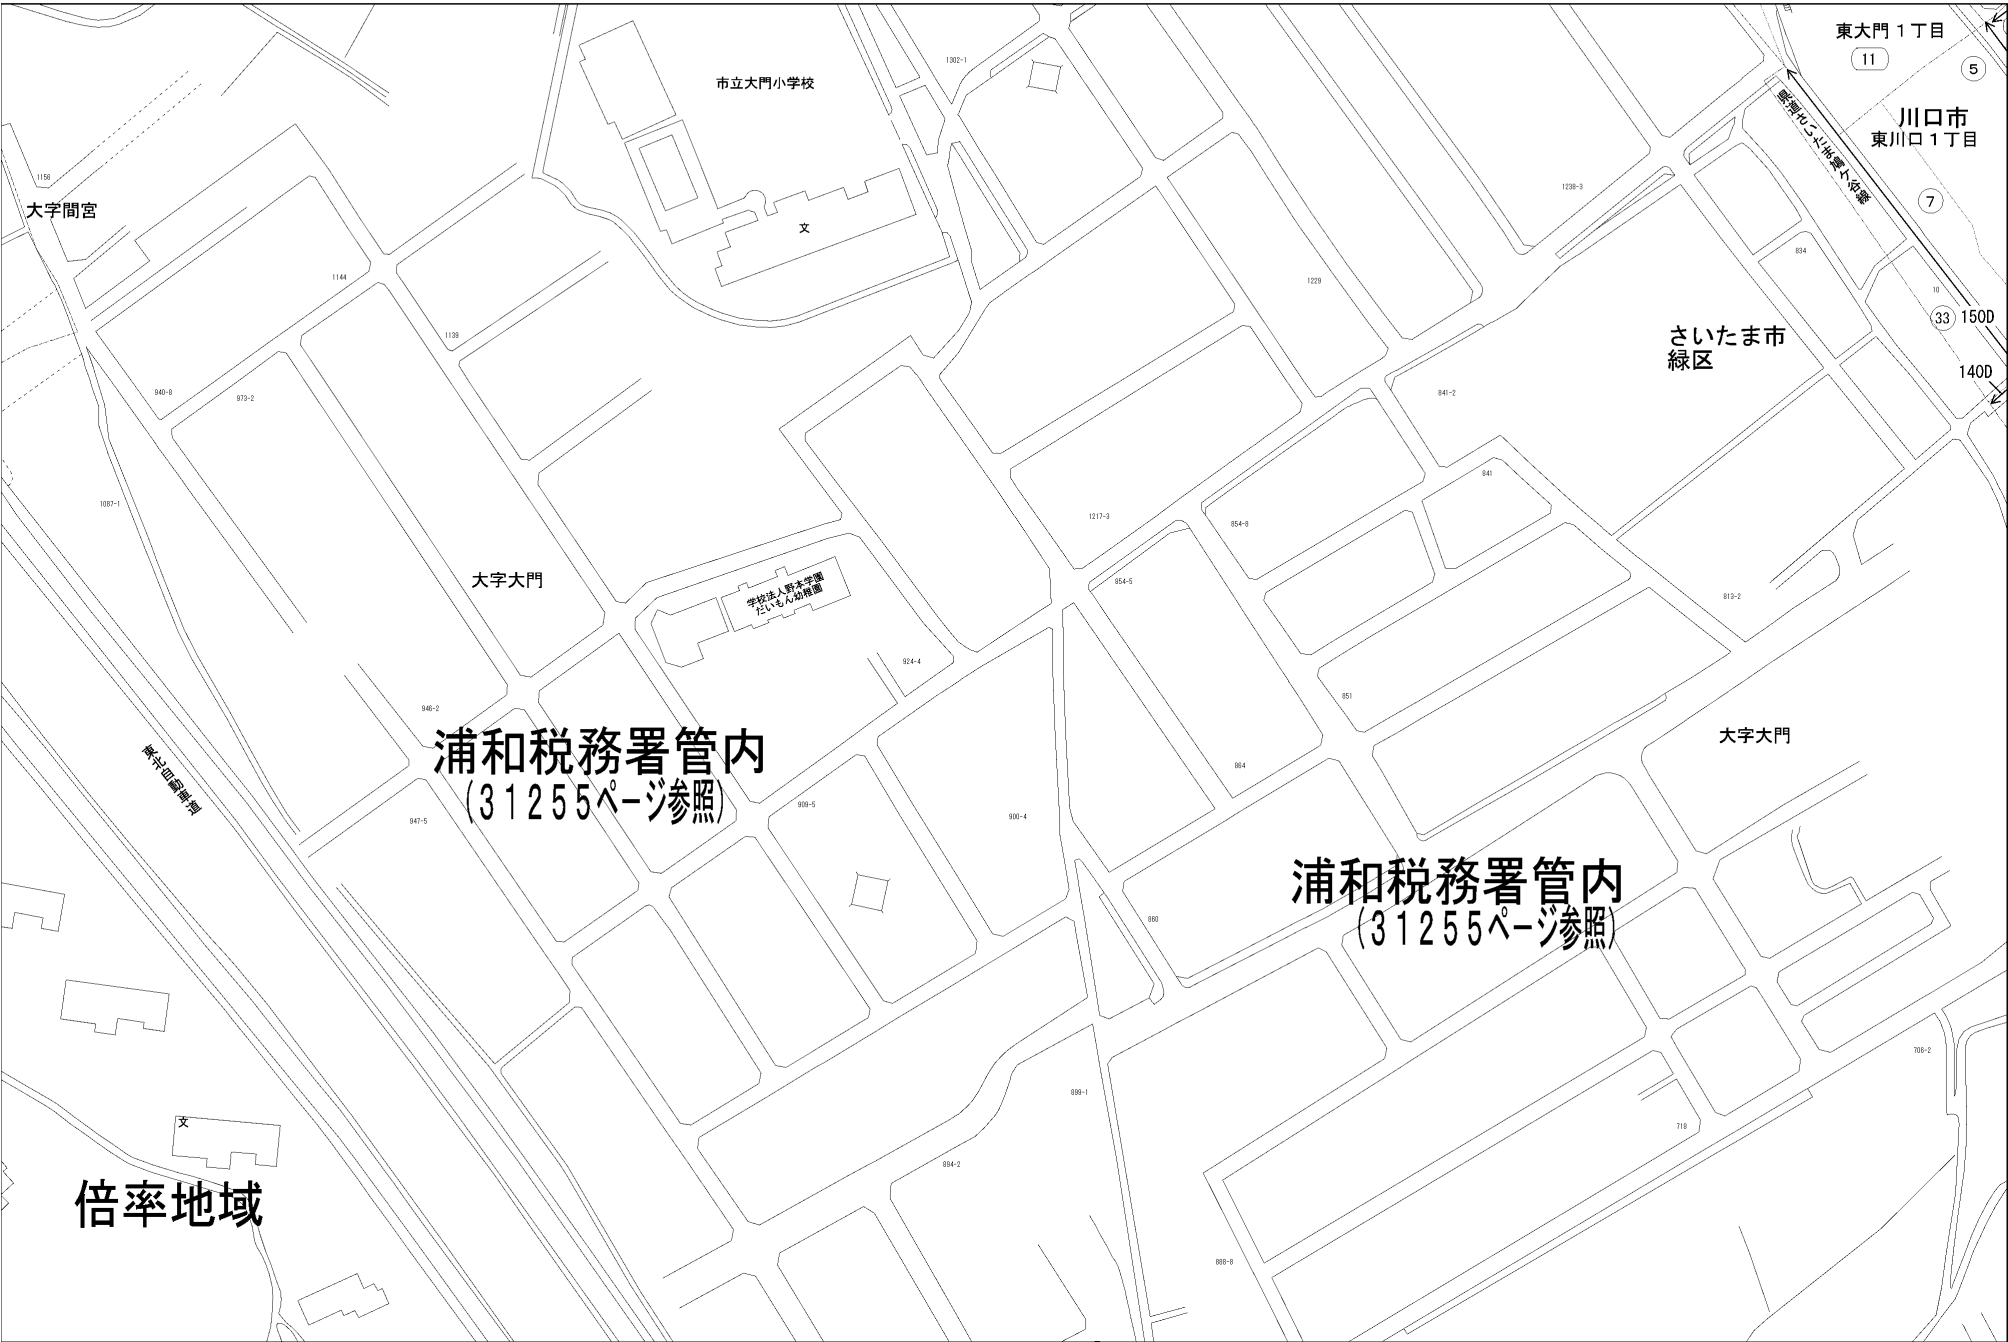 東大門１丁目
11
5
1302-1
市立大門小学校
川口市
東川口１丁目
県道さいたま鳩ケ谷線
1156
1238-3
7
大字間宮
文
834
1144
1229
10
33 150D
1139
さいたま市
緑区
140D
940-8
973-2
841-2
841
1087-1
1217-3
854-8
大字大門
学校法人野本学園
だいもん幼稚園
854-5
813-2
924-4
851
946-2
大字大門
浦和税務署管内
(３１２５５ページ参照)
東北自動車道
864
909-5
947-5
900-4
浦和税務署管内
(３１２５５ページ参照)
860
706-2
899-1
文
718
894-2
倍率地域
888-8